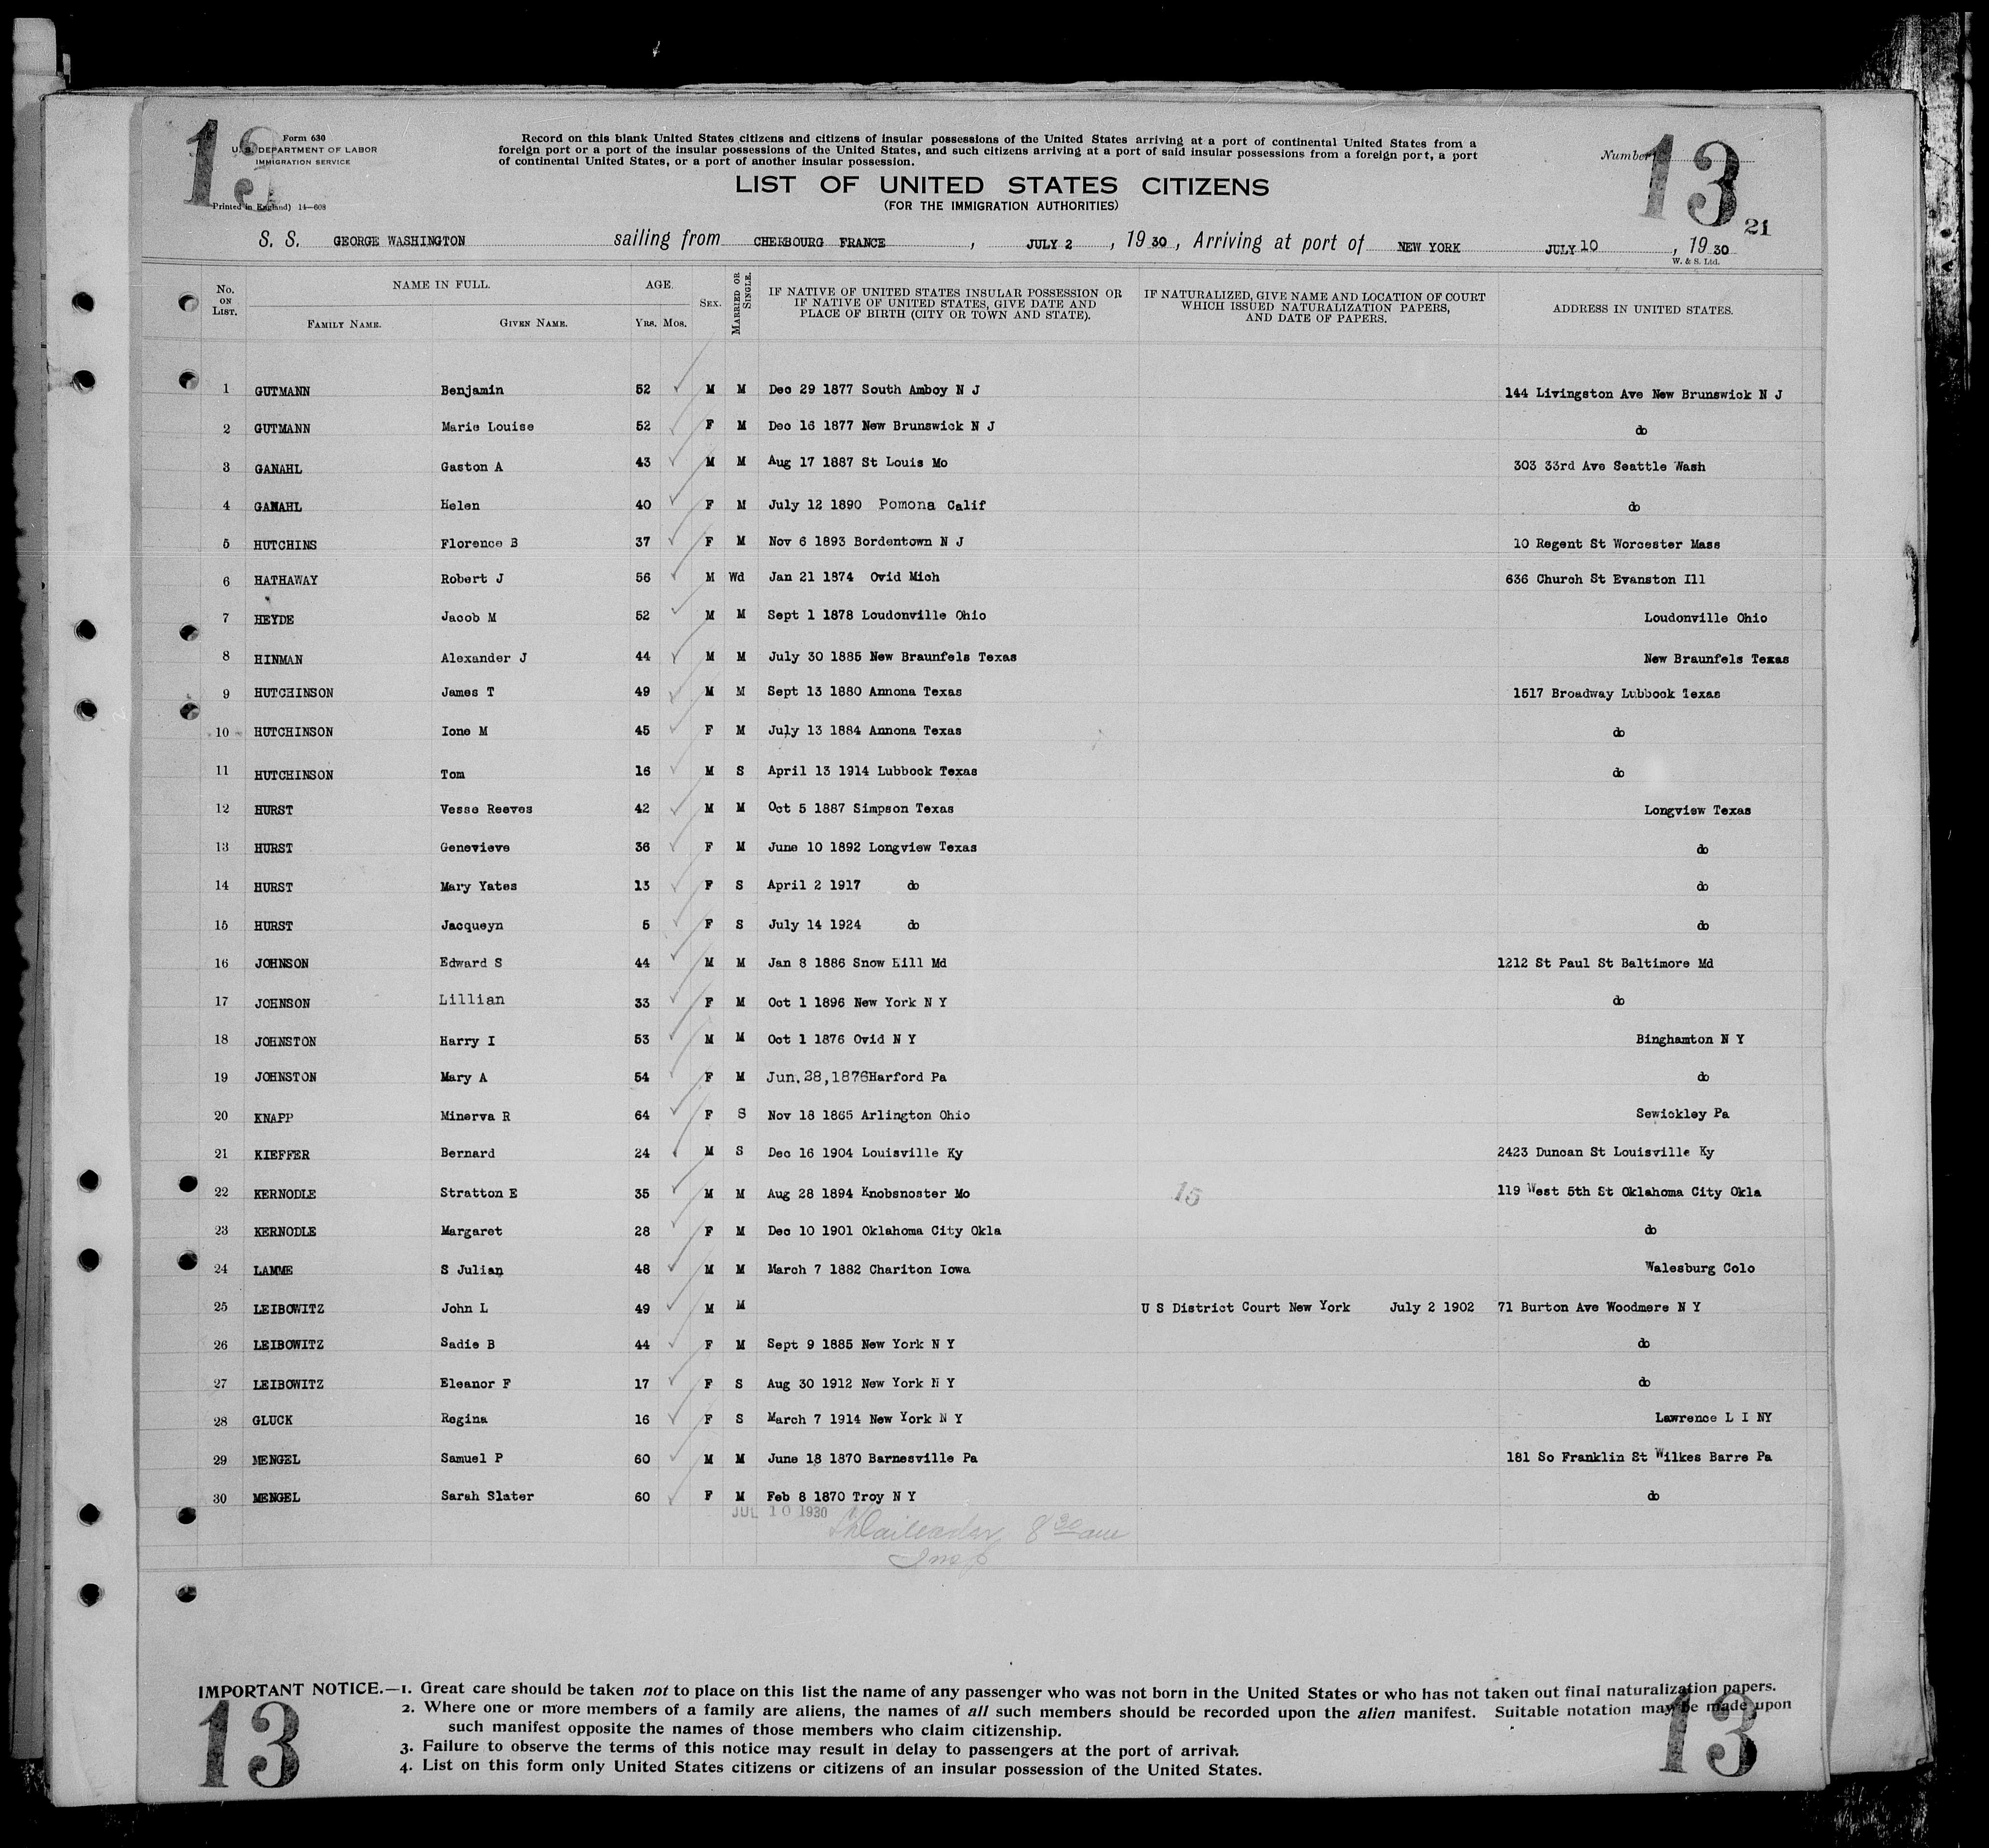 13
Form 630
U. S. DEPARTMENT OF LABOR
IMMIGRATION SERVICE
Printed in England) 14—608
Record on this blank United States citizens and citizens of insular possessions of the United States arriving at a port of continental United States from a
foreign port or a port of the insular possessions of the United States, and such citizens arriving at a port of said insular possessions from a foreign port, a port
of continental United States, or a port of another insular possession.
LIST OF UNITED STATES CITIZENS
(FOR THE IMMIGRATION AUTHORITIES)
Number 13
21
S. S. GEORGE WASHINGTON sailing from CHERBOURG FRANCE, JULY 2, 1930, Arriving at port of NEW YORK JULY 10, 1930
W. & S. Ltd.
No. ON LIST. NAME IN FULL. FAMILY NAME. GIVEN NAME. AGE. YRS. MOS. SEX. MARRIED OR SINGLE. IF NATIVE OF UNITED STATES INSULAR POSSESSION OR IF NATIVE OF UNITED STATES, GIVE DATE AND PLACE OF BIRTH (CITY OR TOWN AND STATE). IF NATURALIZED, GIVE NAME AND LOCATION OF COURT WHICH ISSUED NATURALIZATION PAPERS, AND DATE OF PAPERS. ADDRESS IN UNITED STATES.
1 GUTMANN Benjamin 52 M M Dec 29 1877 South Amboy N J 144 Livingston Ave New Brunswick N J
2 GUTMANN Marie Louise 52 F M Dec 16 1877 New Brunswick N J do
3 GANAHL Gaston A 43 M M Aug 17 1887 St Louis Mo 303 33rd Ave Seattle Wash
4 GANAHL Helen 40 F M July 12 1890 Pomona Calif do
5 HUTCHINS Florence B 37 F M Nov 6 1893 Bordentown N J 10 Regent St Worcester Mass
6 HATHAWAY Robert J 56 M Wd Jan 21 1874 Ovid Mich 636 Church St Evanston Ill
7 HEYDE Jacob M 52 M M Sept 1 1878 Loudonville Ohio Loudonville Ohio
8 HINMAN Alexander J 44 M M July 30 1885 New Braunfels Texas New Braunfels Texas
9 HUTCHINSON James T 49 M M Sept 13 1880 Annona Texas 1517 Broadway Lubbock Texas
10 HUTCHINSON Ione M 45 F M July 13 1884 Annona Texas do
11 HUTCHINSON Tom 16 M S April 13 1914 Lubbock Texas do
12 HURST Vesse Reeves 42 M M Oct 5 1887 Simpson Texas Longview Texas
13 HURST Genevieve 36 F M June 10 1892 Longview Texas do
14 HURST Mary Yates 13 F S April 2 1917 do do
15 HURST Jacqueyn 5 F S July 14 1924 do do
16 JOHNSON Edward S 44 M M Jan 8 1886 Snow Hill Md 1212 St Paul St Baltimore Md
17 JOHNSON Lillian 33 F M Oct 1 1896 New York N Y do
18 JOHNSTON Harry I 53 M M Oct 1 1876 Ovid N Y Binghamton N Y
19 JOHNSTON Mary A 54 F M Jun. 28, 1876 Harford Pa do
20 KNAPP Minerva R 64 F S Nov 18 1865 Arlington Ohio Sewickley Pa
21 KIEFFER Bernard 24 M S Dec 16 1904 Louisville Ky 2423 Duncan St Louisville Ky
22 KERNODLE Stratton E 35 M M Aug 28 1894 Knobsnoster Mo 15 119 West 5th St Oklahoma City Okla
23 KERNODLE Margaret 28 F M Dec 10 1901 Oklahoma City Okla do
24 LAMME S Julian 48 M M March 7 1882 Chariton Iowa Walesburg Colo
25 LEIBOWITZ John L 49 M M U S District Court New York July 2 1902 71 Burton Ave Woodmere N Y
26 LEIBOWITZ Sadie B 44 F M Sept 9 1885 New York N Y do
27 LEIBOWITZ Eleanor F 17 F S Aug 30 1912 New York N Y do
28 GLUCK Regina 16 F S March 7 1914 New York N Y Lawrence L I NY
29 MENGEL Samuel P 60 M M June 18 1870 Barnesville Pa 181 So Franklin St Wilkes Barre Pa
30 MENGEL Sarah Slater 60 F M Feb 8 1870 Troy N Y do
JUL 10 1930
8 30 am
Insp
IMPORTANT NOTICE.—1. Great care should be taken not to place on this list the name of any passenger who was not born in the United States or who has not taken out final naturalization papers.
2. Where one or more members of a family are aliens, the names of all such members should be recorded upon the alien manifest. Suitable notation may be made upon
such manifest opposite the names of those members who claim citizenship.
3. Failure to observe the terms of this notice may result in delay to passengers at the port of arrival.
4. List on this form only United States citizens or citizens of an insular possession of the United States.
13
13